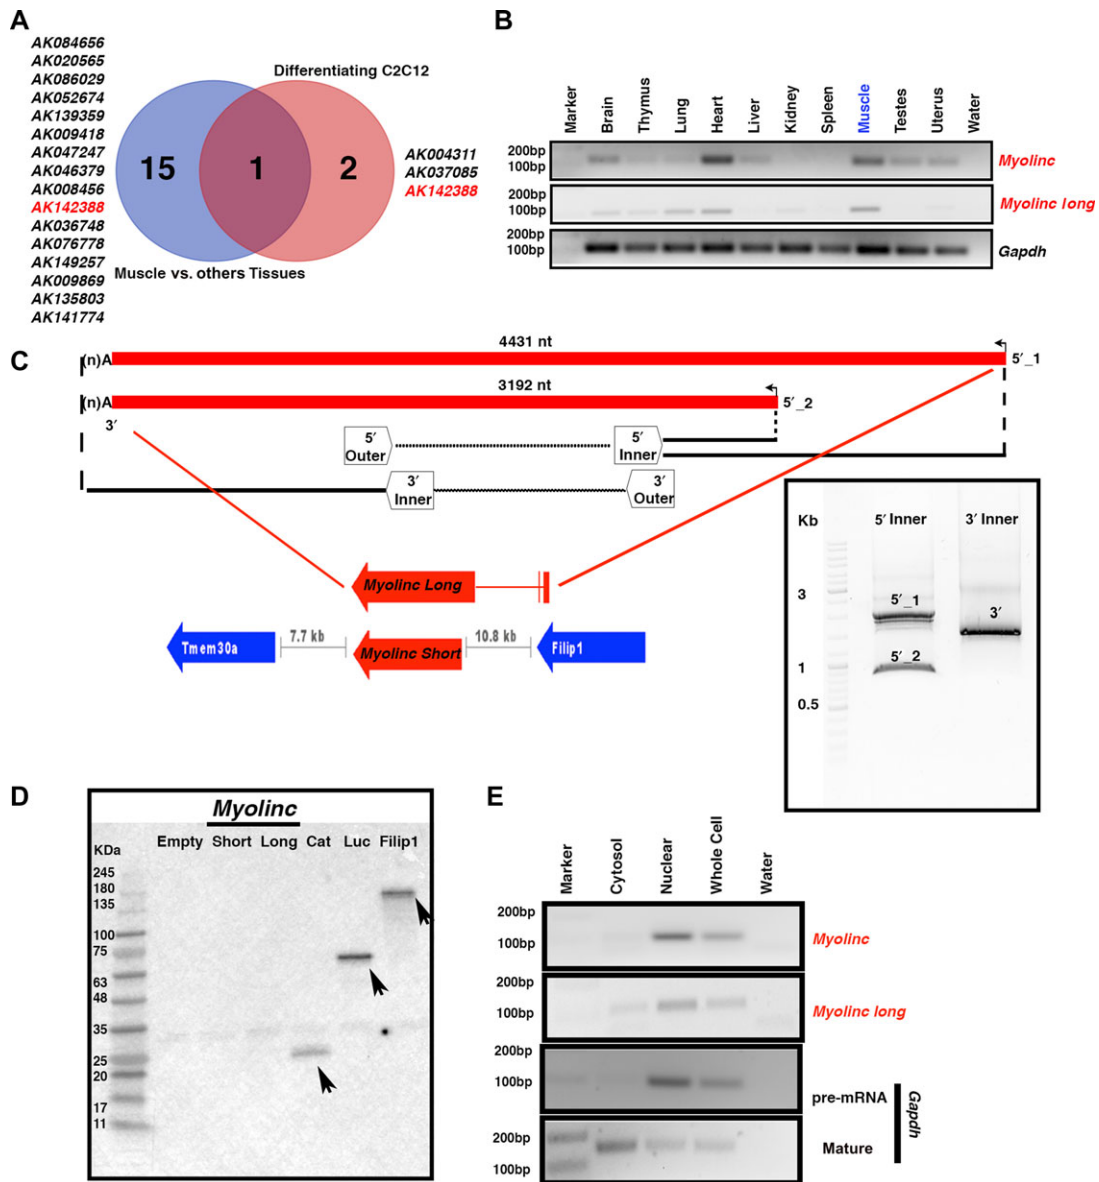 A
AK084656
AK020565
AK086029
AK052674
AK139359
AK009418
AK047247
AK046379
AK008456
AK142388
AK036748
AK076778
AK149257
AK009869
AK135803
AK141774
Differentiating C2C12
15
1
2
AK004311
AK037085
AK142388
Muscle vs. others Tissues
B
Marker
Brain
Thymus
Lung
Heart
Liver
Kidney
Spleen
Muscle
Testes
Uterus
Water
200bp
100bp
Myolinc
200bp
100bp
Myolinc long
200bp
100bp
Gapdh
C
4431 nt
(n)A
5′_1
3192 nt
(n)A
5′_2
3′
5′
Outer
5′
Inner
3′
Inner
3′
Outer
Myolinc Long
Tmem30a
7.7 kb
Myolinc Short
10.8 kb
Filip1
Kb
5′ Inner
3′ Inner
3
5′_1
3′
1
5′_2
0.5
D
Myolinc
Empty Short Long Cat Luc Filip1
KDa
245
180
135
100
75
63
48
35
25
20
17
11
E
Marker
Cytosol
Nuclear
Whole Cell
Water
200bp
100bp
Myolinc
200bp
100bp
Myolinc long
200bp
100bp
pre-mRNA
Gapdh
200bp
100bp
Mature